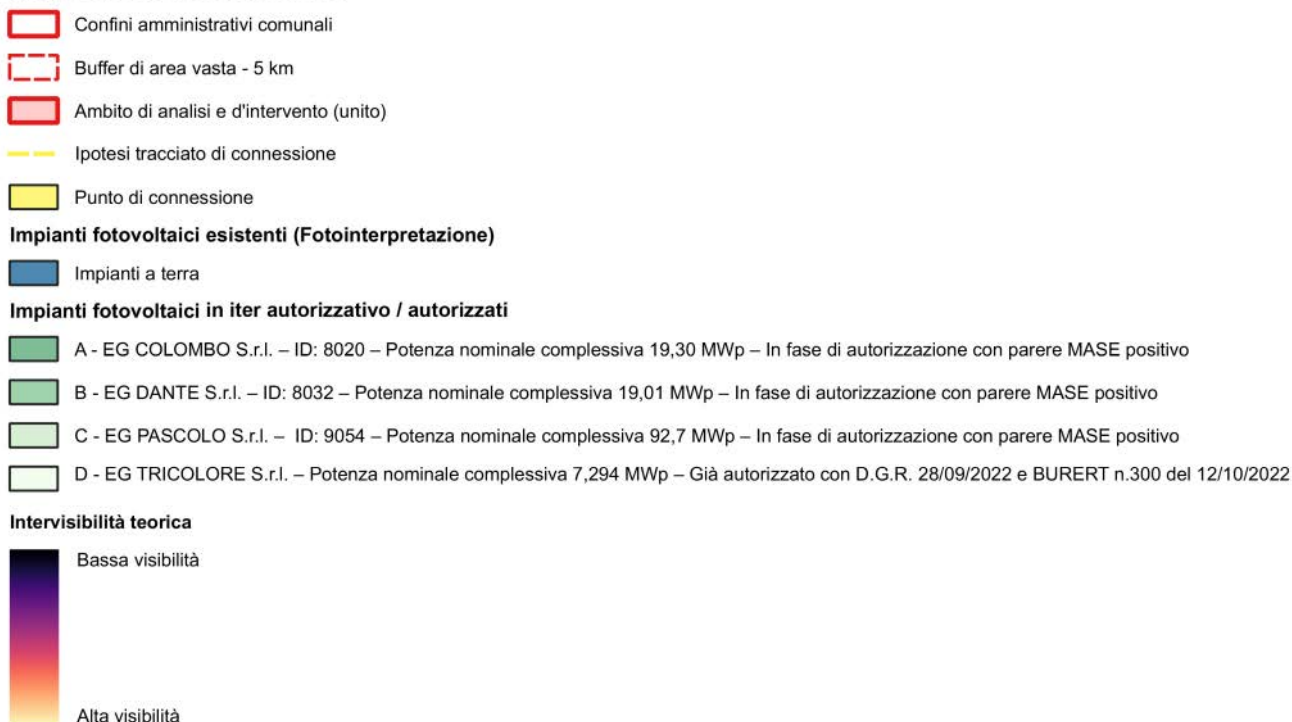 Confini amministrativi comunali
Buffer di area vasta - 5 km
Ambito di analisi e d'intervento (unito)
Ipotesi tracciato di connessione
Punto di connessione
Impianti fotovoltaici esistenti (Fotointerpretazione)
Impianti a terra
Impianti fotovoltaici in iter autorizzativo / autorizzati
A - EG COLOMBO S.r.l. – ID: 8020 – Potenza nominale complessiva 19,30 MWp – In fase di autorizzazione con parere MASE positivo
B - EG DANTE S.r.l. – ID: 8032 – Potenza nominale complessiva 19,01 MWp – In fase di autorizzazione con parere MASE positivo
C - EG PASCOLO S.r.l. – ID: 9054 – Potenza nominale complessiva 92,7 MWp – In fase di autorizzazione con parere MASE positivo
D - EG TRICOLORE S.r.l. – Potenza nominale complessiva 7,294 MWp – Già autorizzato con D.G.R. 28/09/2022 e BURERT n.300 del 12/10/2022
Intervisibilità teorica
Bassa visibilità
Alta visibilità